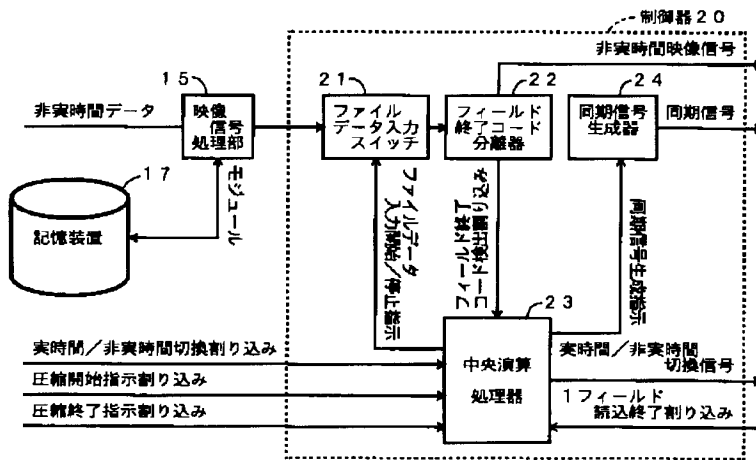 制御器20
非実時間映像信号
15
21
22
24
非実時間データ
映像
信号
処理部
ファイル
データ入力
スイッチ
フィールド
終了コード
分離器
同期信号
生成器
同期信号
17
記憶装置
モジュール
ファイルデータ
入力開始/停止指示
フィールド終了
コード検出割り込み
同期信号生成指示
23
実時間/非実時間切換割り込み
圧縮開始指示割り込み
圧縮終了指示割り込み
中央演算
処理器
実時間/非実時間
切換信号
1フィールド
読込終了割り込み